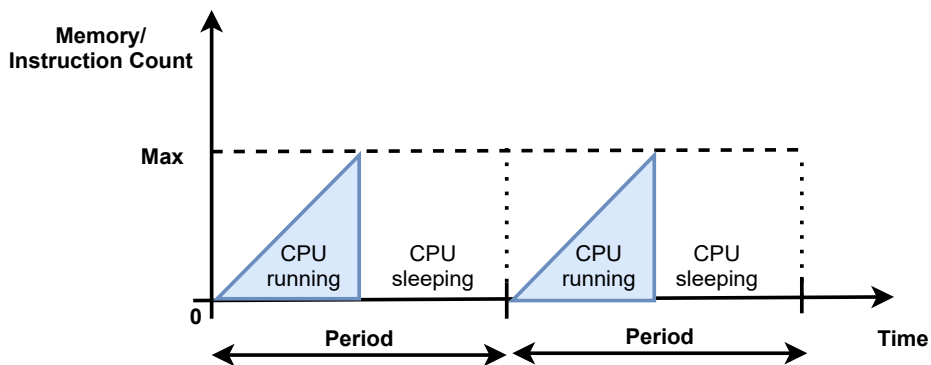 Memory/
Instruction Count
Max
CPU
running
CPU
sleeping
CPU
running
CPU
sleeping
0
Period
Period
Time